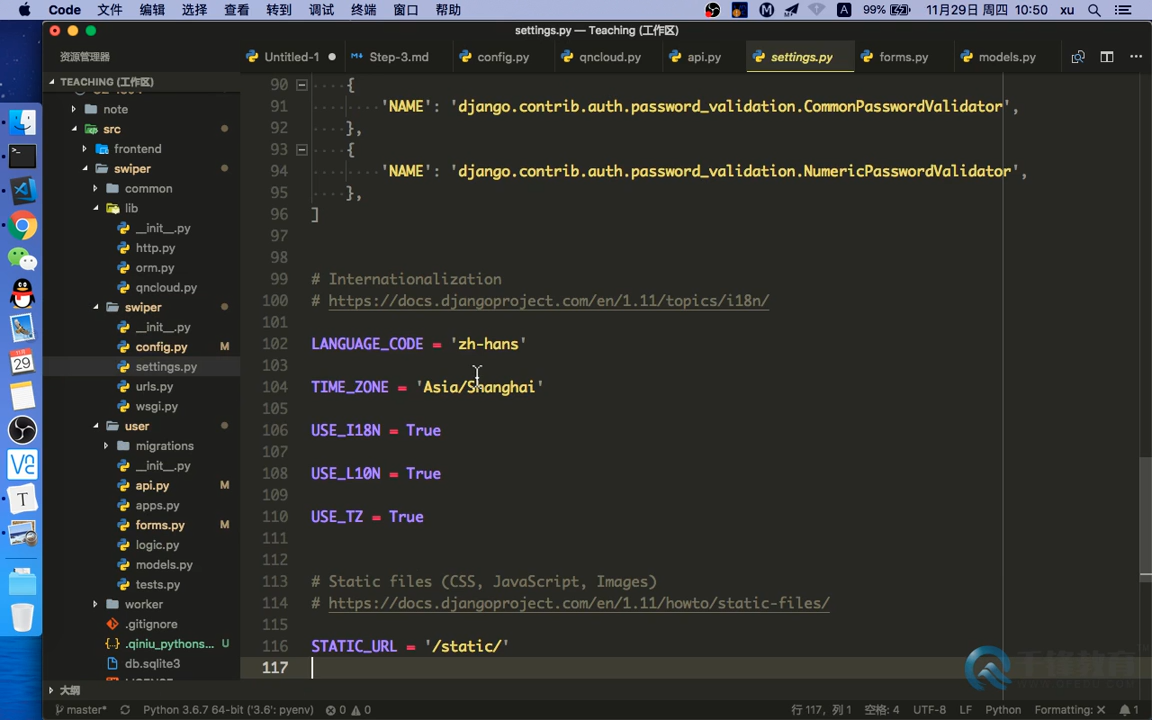 Code 文件 编辑 选择 查看 转到 调试 终端 窗口 帮助 99% 11月29日 周四 10:50 xu
settings.py — Teaching (工作区)
资源管理器
Untitled-1
Step-3.md
config.py
qncloud.py
api.py
settings.py
forms.py
models.py
TEACHING (工作区)
note
src
frontend
swiper
common
lib
__init__.py
http.py
orm.py
qncloud.py
swiper
__init__.py
config.py M
settings.py
urls.py
wsgi.py
user
migrations
__init__.py
api.py M
apps.py
forms.py M
logic.py
models.py
tests.py
worker
.gitignore
.qiniu_pythons... U
db.sqlite3
大纲
90 {
91 'NAME': 'django.contrib.auth.password_validation.CommonPasswordValidator',
92 },
93 {
94 'NAME': 'django.contrib.auth.password_validation.NumericPasswordValidator',
95 },
96 ]
97
98
99 # Internationalization
100 # https://docs.djangoproject.com/en/1.11/topics/i18n/
101
102 LANGUAGE_CODE = 'zh-hans'
103
104 TIME_ZONE = 'Asia/Shanghai'
105
106 USE_I18N = True
107
108 USE_L10N = True
109
110 USE_TZ = True
111
112
113 # Static files (CSS, JavaScript, Images)
114 # https://docs.djangoproject.com/en/1.11/howto/static-files/
115
116 STATIC_URL = '/static/'
117
千锋教育
master* Python 3.6.7 64-bit ('3.6': pyenv) 0 0 行 117, 列 1 空格: 4 UTF-8 LF Python Formatting: 1